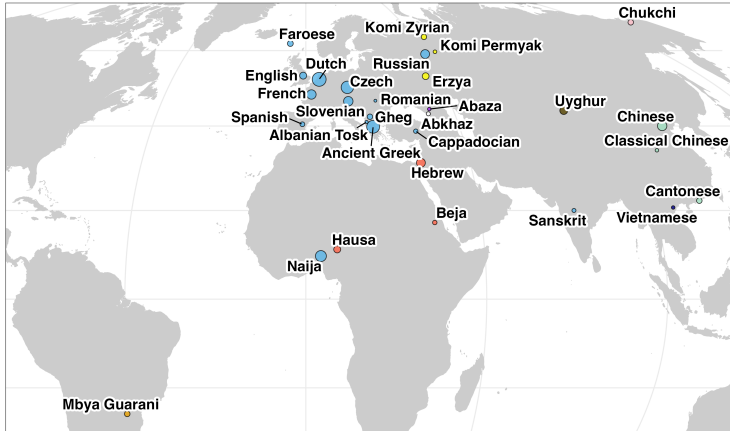 Chukchi
Komi Zyrian
Faroese
Komi Permyak
Dutch
Russian
English
Czech
Erzya
French
Romanian
Uyghur
Abaza
Slovenian
Gheg
Spanish
Chinese
Abkhaz
Albanian Tosk
Cappadocian
Classical Chinese
Ancient Greek
Hebrew
Cantonese
Beja
Sanskrit
Vietnamese
Hausa
Naija
Mbya Guarani